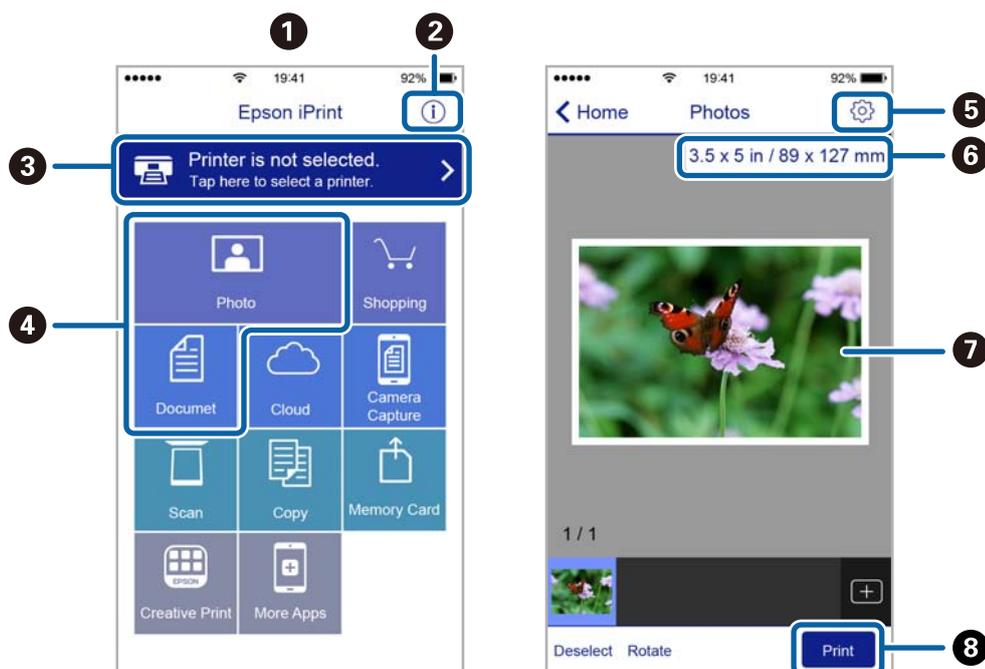 1
2
19:41
92%
Epson iPrint
i
3
Printer is not selected.
Tap here to select a printer.
4
Photo
Shopping
Documet
Cloud
Camera
Capture
Scan
Copy
Memory Card
EPSON
Creative Print
More Apps
19:41
92%
Home
Photos
5
3.5 x 5 in / 89 x 127 mm
6
7
1 / 1
Deselect
Rotate
Print
8